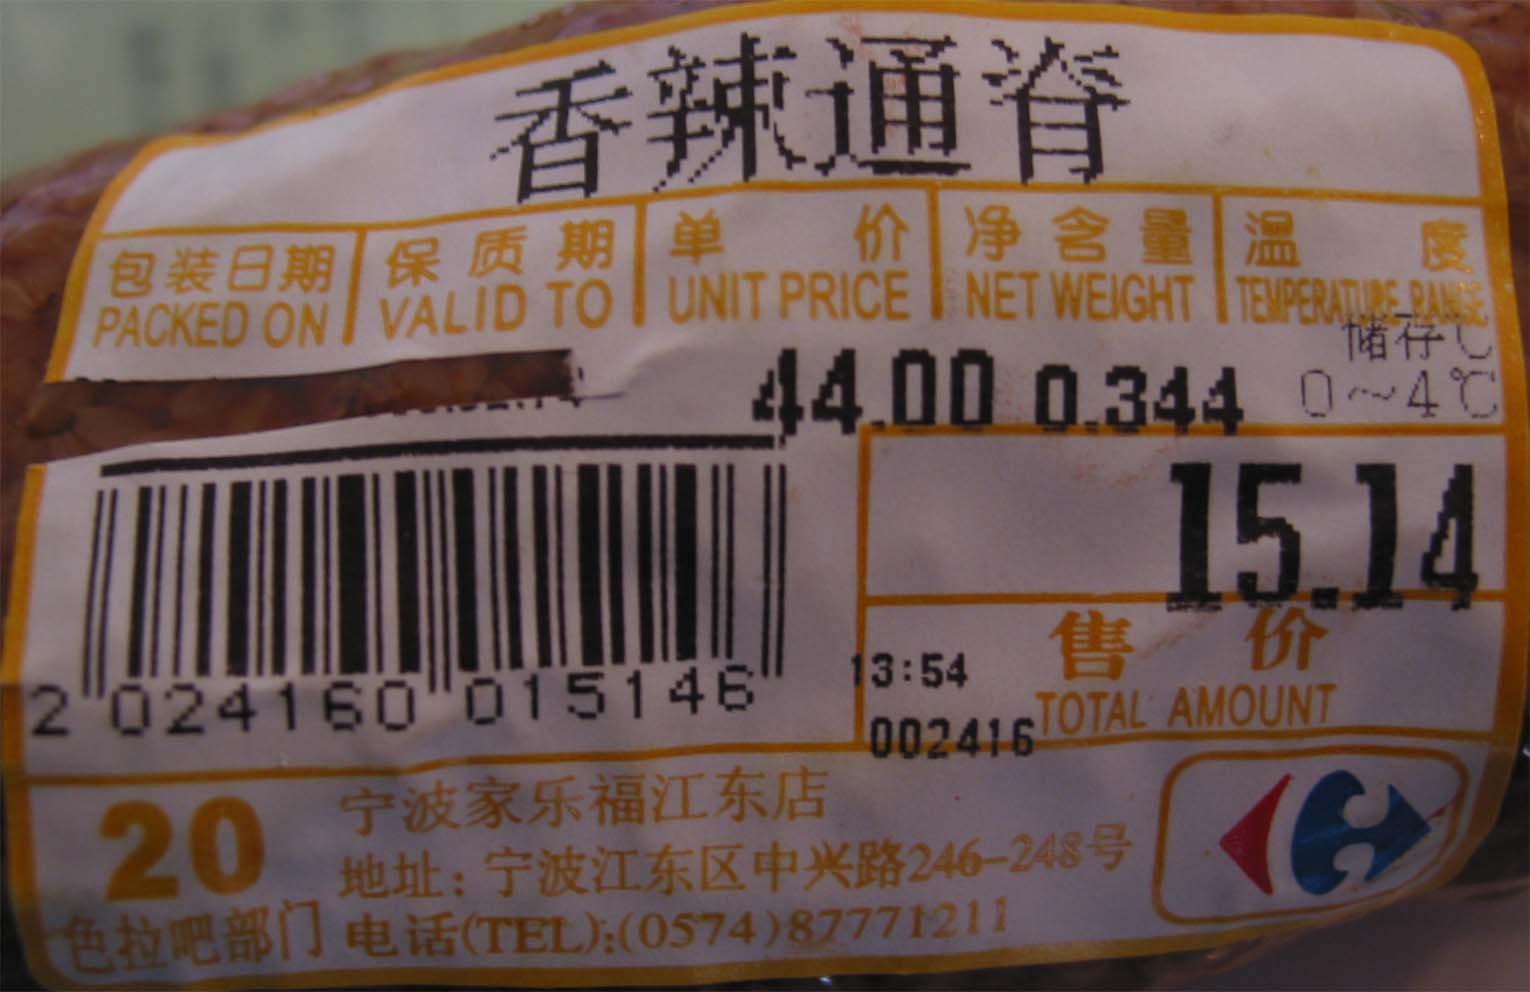 香辣通脊
包装日期 保质期 单价 净含量 温度
PACKED ON VALID TO UNIT PRICE NET WEIGHT TEMPERATURE RANGE
储存℃
44.00 0.344 0~4℃
15.14
售价
13:54 TOTAL AMOUNT
2 024160 015146
002416
20 宁波家乐福江东店
地址：宁波江东区中兴路246-248号
色拉吧部门 电话(TEL):(0574)87771211